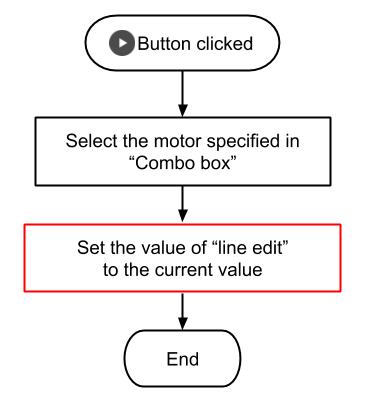 Button clicked
Select the motor specified in
“Combo box”
Set the value of “line edit”
to the current value
End